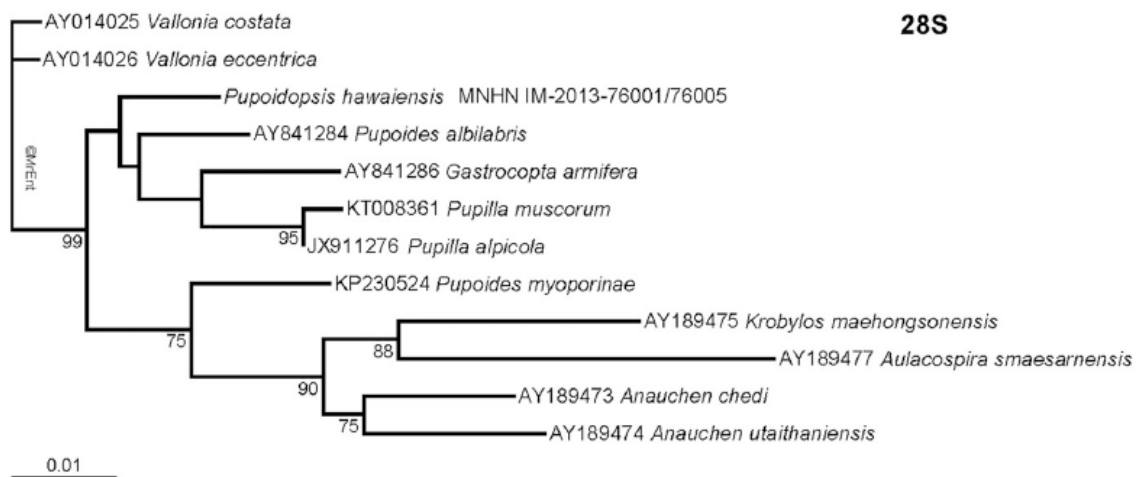 28S
AY014025 Vallonia costata
AY014026 Vallonia eccentrica
Pupoidopsis hawaiensis MNHN IM-2013-76001/76005
AY841284 Pupoides albilabris
©MrEnt
AY841286 Gastrocopta armifera
KT008361 Pupilla muscorum
95
JX911276 Pupilla alpicola
99
KP230524 Pupoides myoporinae
AY189475 Krobylos maehongsonensis
75
88
AY189477 Aulacospira smaesarnensis
90
AY189473 Anauchen chedi
75
AY189474 Anauchen utaithaniensis
0.01